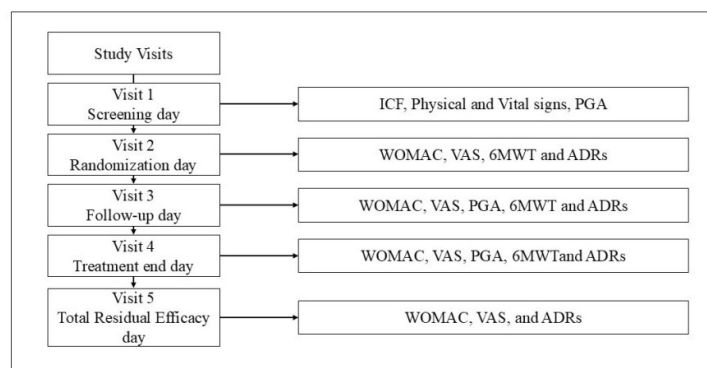 Study Visits
Visit 1
Screening day
ICF, Physical and Vital signs, PGA
Visit 2
Randomization day
WOMAC, VAS, 6MWT and ADRs
Visit 3
Follow-up day
WOMAC, VAS, PGA, 6MWT and ADRs
Visit 4
Treatment end day
WOMAC, VAS, PGA, 6MWTand ADRs
Visit 5
Total Residual Efficacy
day
WOMAC, VAS, and ADRs